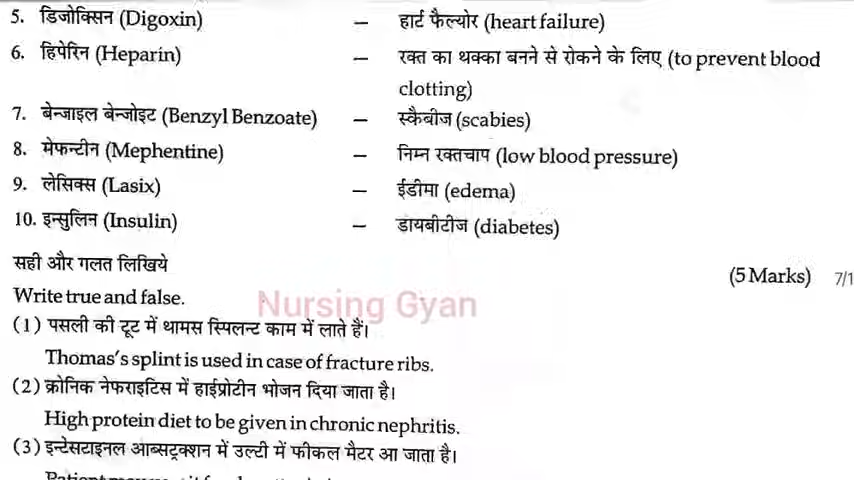 5. डिजोक्सिन (Digoxin) – हार्ट फैल्योर (heart failure)
6. हिपेरिन (Heparin) – रक्त का थक्का बनने से रोकने के लिए (to prevent blood
clotting)
7. बेन्जाइल बेन्जोइट (Benzyl Benzoate) – स्कैबीज (scabies)
8. मेफन्टीन (Mephentine) – निम्न रक्तचाप (low blood pressure)
9. लेसिक्स (Lasix) – ईडीमा (edema)
10. इन्सुलिन (Insulin) – डायबीटीज (diabetes)
सही और गलत लिखिये
(5 Marks) 7/1
Write true and false.
Nursing Gyan
(1) पसली की टूट में थामस स्पिलन्ट काम में लाते हैं।
Thomas's splint is used in case of fracture ribs.
(2) क्रोनिक नेफराइटिस में हाईप्रोटीन भोजन दिया जाता है।
High protein diet to be given in chronic nephritis.
(3) इन्टेसटाइनल आब्सट्रक्शन में उल्टी में फीकल मैटर आ जाता है।
Patient may